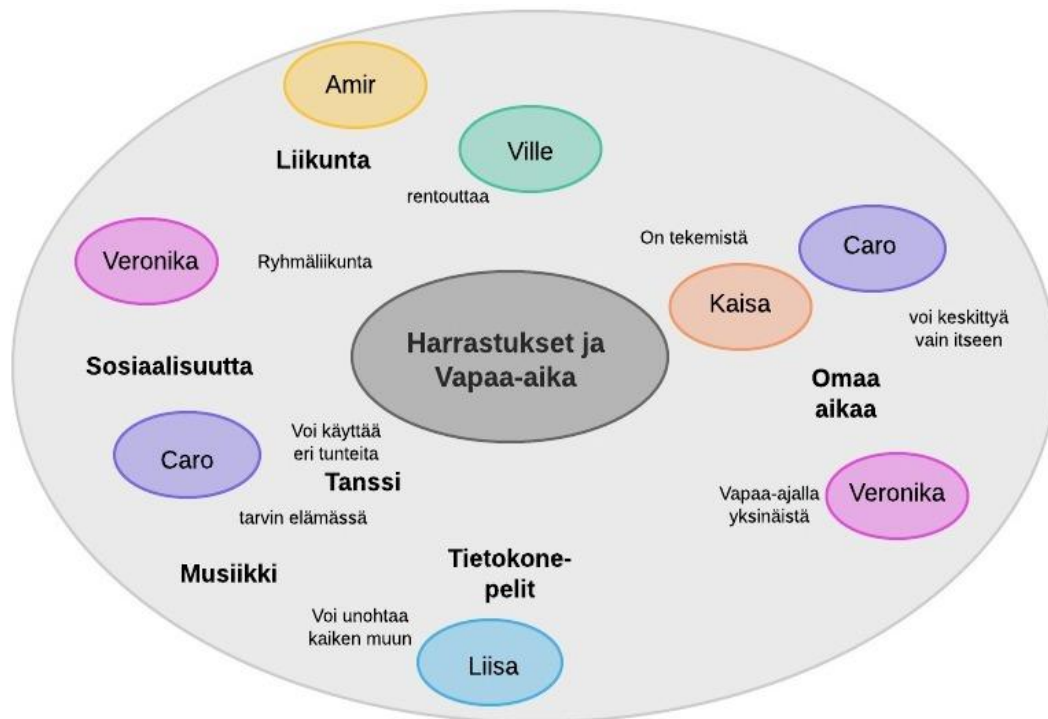 Amir
Liikunta
Ville
rentouttaa
Veronika
Ryhmäliikunta
On tekemistä
Caro
Kaisa
voi keskittyä
vain itseen
Harrastukset ja
Vapaa-aika
Sosiaalisuutta
Omaa
aikaa
Caro
Voi käyttää
eri tunteita
Tanssi
tarvin elämässä
Vapaa-ajalla
yksinäistä
Veronika
Musiikki
Tietokone-
pelit
Voi unohtaa
kaiken muun
Liisa